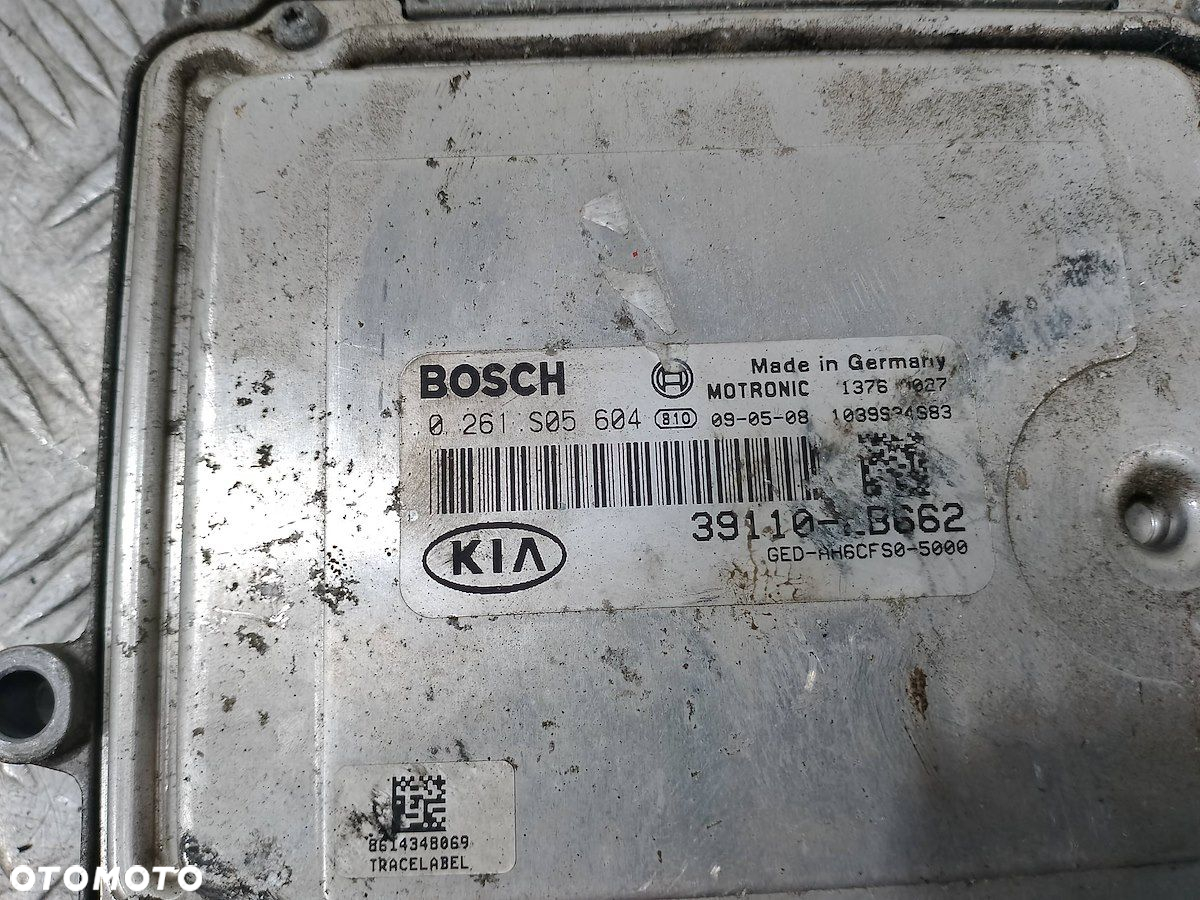 BOSCH
Made in Germany
MOTRONIC 1376
0 261 S05 604 810 09-05-08
KIA
GED-AH6CFS0-5000
8614348069
TRACELABEL
OTOMOTO